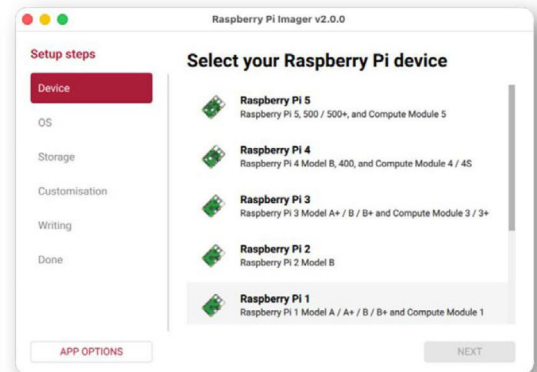 Raspberry Pi Imager v2.0.0
Setup steps
Device
OS
Storage
Customisation
Writing
Done
APP OPTIONS
Select your Raspberry Pi device
Raspberry Pi 5
Raspberry Pi 5, 500 / 500+, and Compute Module 5
Raspberry Pi 4
Raspberry Pi 4 Model B, 400, and Compute Module 4 / 4S
Raspberry Pi 3
Raspberry Pi 3 Model A+ / B / B+ and Compute Module 3 / 3+
Raspberry Pi 2
Raspberry Pi 2 Model B
Raspberry Pi 1
Raspberry Pi 1 Model A / A+ / B / B+ and Compute Module 1
NEXT